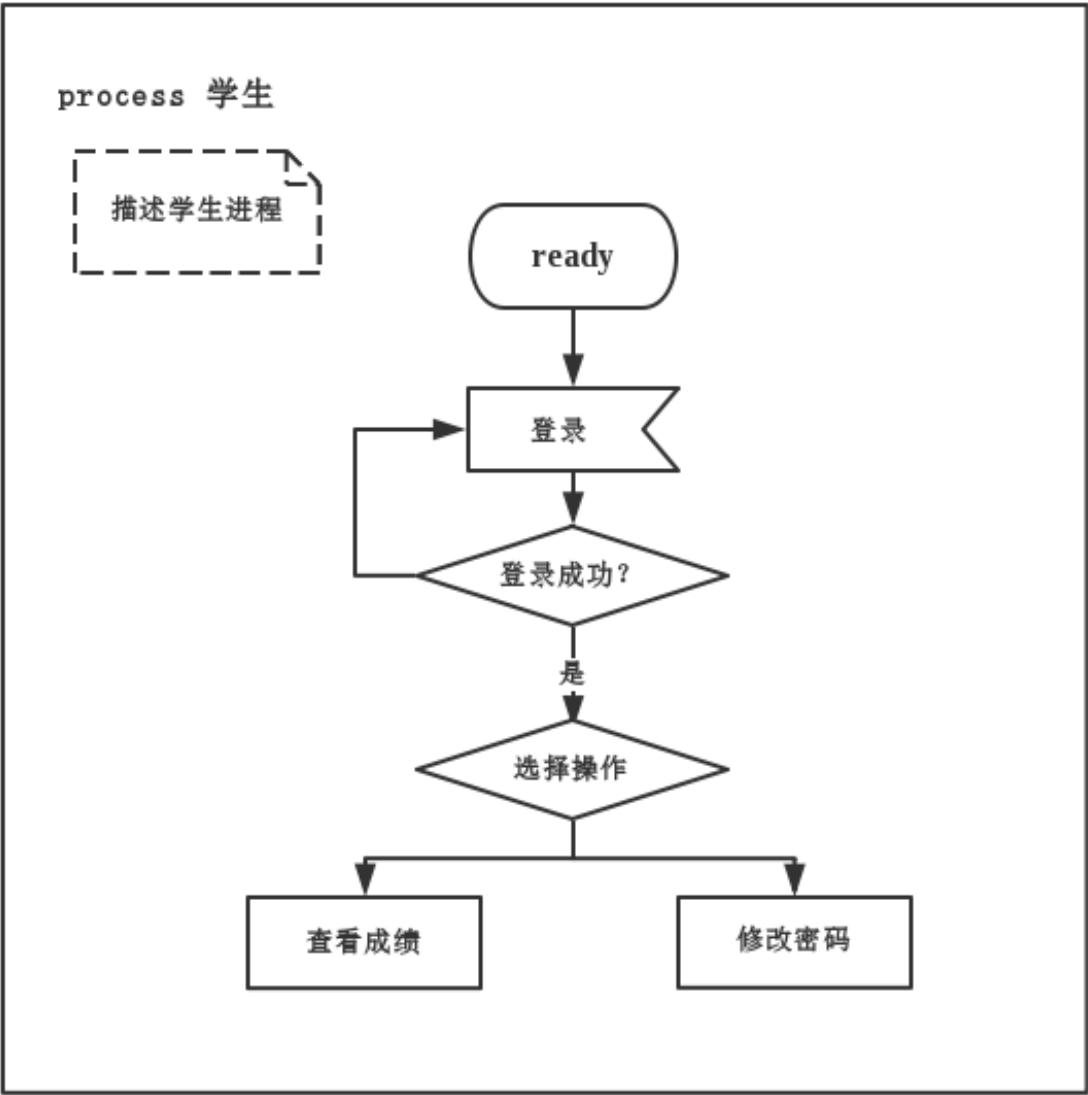 process 学生
描述学生进程
ready
登录
登录成功?
是
选择操作
查看成绩
修改密码